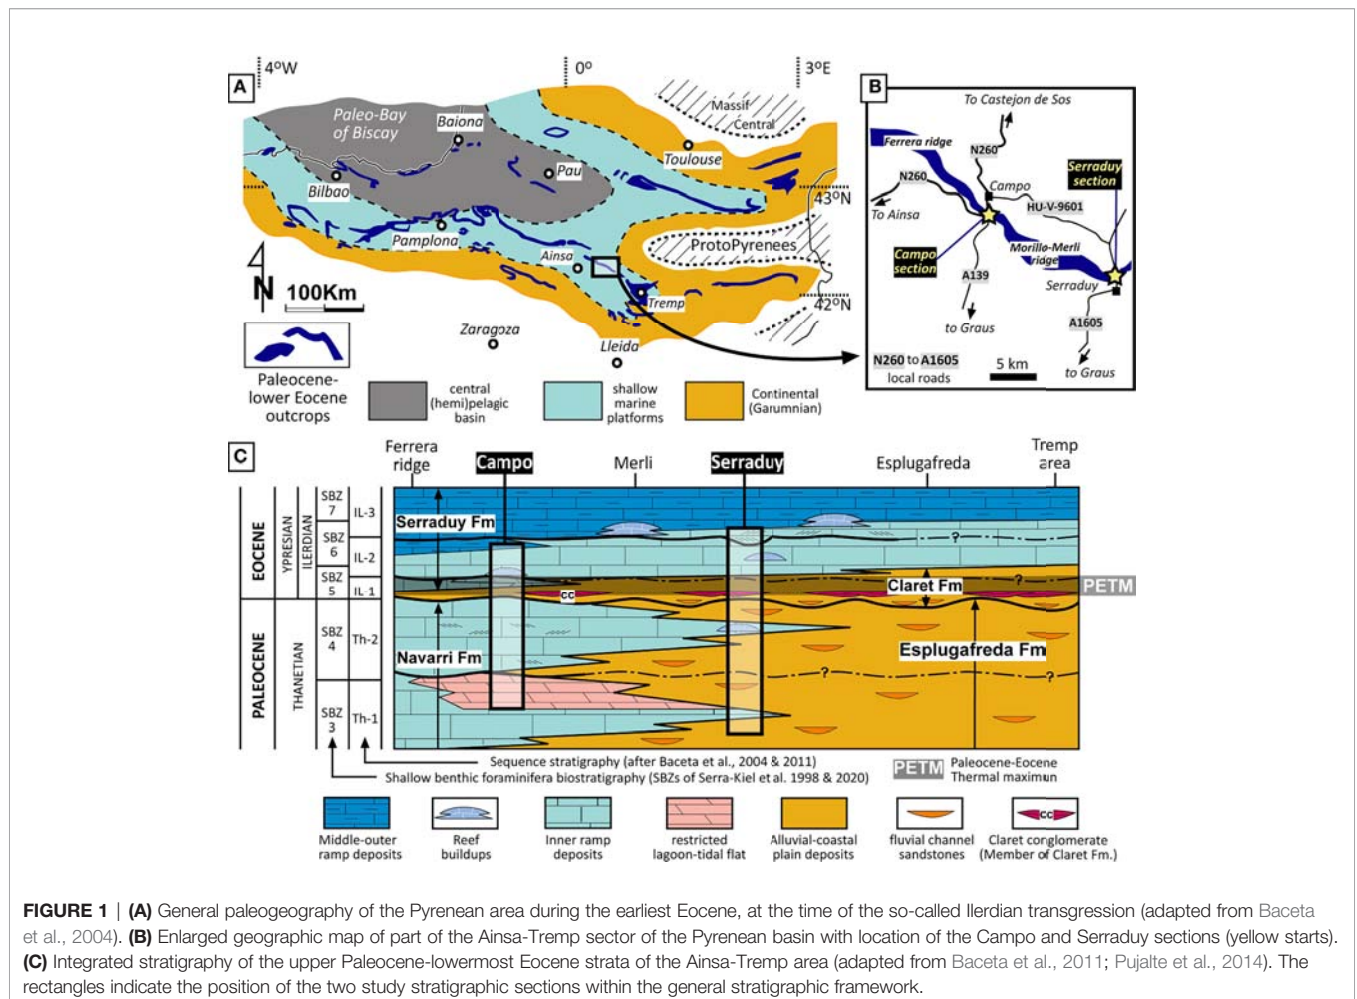 A
4°W
0°
3°E
Paleo-Bay
of Biscay
Baiona
Massif
Central
Toulouse
Bilbao
Pau
43°N
Pamplona
ProtoPyrenees
Ainsa
N
100Km
Tremp
42°N
Zaragoza
Lleida
Paleocene-
lower Eocene
outcrops
central
(hemi)pelagic
basin
shallow
marine
platforms
Continental
(Garumnian)
B
To Castejon de Sos
Ferrera ridge
N260
Serraduy
section
N260
Campo
HU-V-9601
To Ainsa
Campo
section
Morillo-Merli
ridge
A139
Serraduy
to Graus
A1605
N260 to A1605
local roads
5 km
to Graus
C
Ferrera
ridge
Campo
Merli
Serraduy
Esplugafreda
Tremp
area
EOCENE
YPRESIAN
ILERDIAN
SBZ
7
IL-3
SBZ
6
IL-2
SBZ
5
IL-1
PALEOCENE
THANETIAN
SBZ
4
Th-2
SBZ
3
Th-1
Serraduy Fm
?
?
cc
Claret Fm
PETM
Navarri Fm
Esplugafreda Fm
?
?
Sequence stratigraphy (after Baceta et al., 2004 & 2011)
Shallow benthic foraminifera biostratigraphy (SBZs of Serra-Kiel et al. 1998 & 2020)
PETM
Paleocene-Eocene
Thermal maximun
cc
Middle-outer
ramp deposits
Reef
buildups
Inner ramp
deposits
restricted
lagoon-tidal flat
Alluvial-coastal
plain deposits
fluvial channel
sandstones
Claret conglomerate
(Member of Claret Fm.)
FIGURE 1 | (A) General paleogeography of the Pyrenean area during the earliest Eocene, at the time of the so-called Ilerdian transgression (adapted from Baceta
et al., 2004). (B) Enlarged geographic map of part of the Ainsa-Tremp sector of the Pyrenean basin with location of the Campo and Serraduy sections (yellow starts).
(C) Integrated stratigraphy of the upper Paleocene-lowermost Eocene strata of the Ainsa-Tremp area (adapted from Baceta et al., 2011; Pujalte et al., 2014). The
rectangles indicate the position of the two study stratigraphic sections within the general stratigraphic framework.